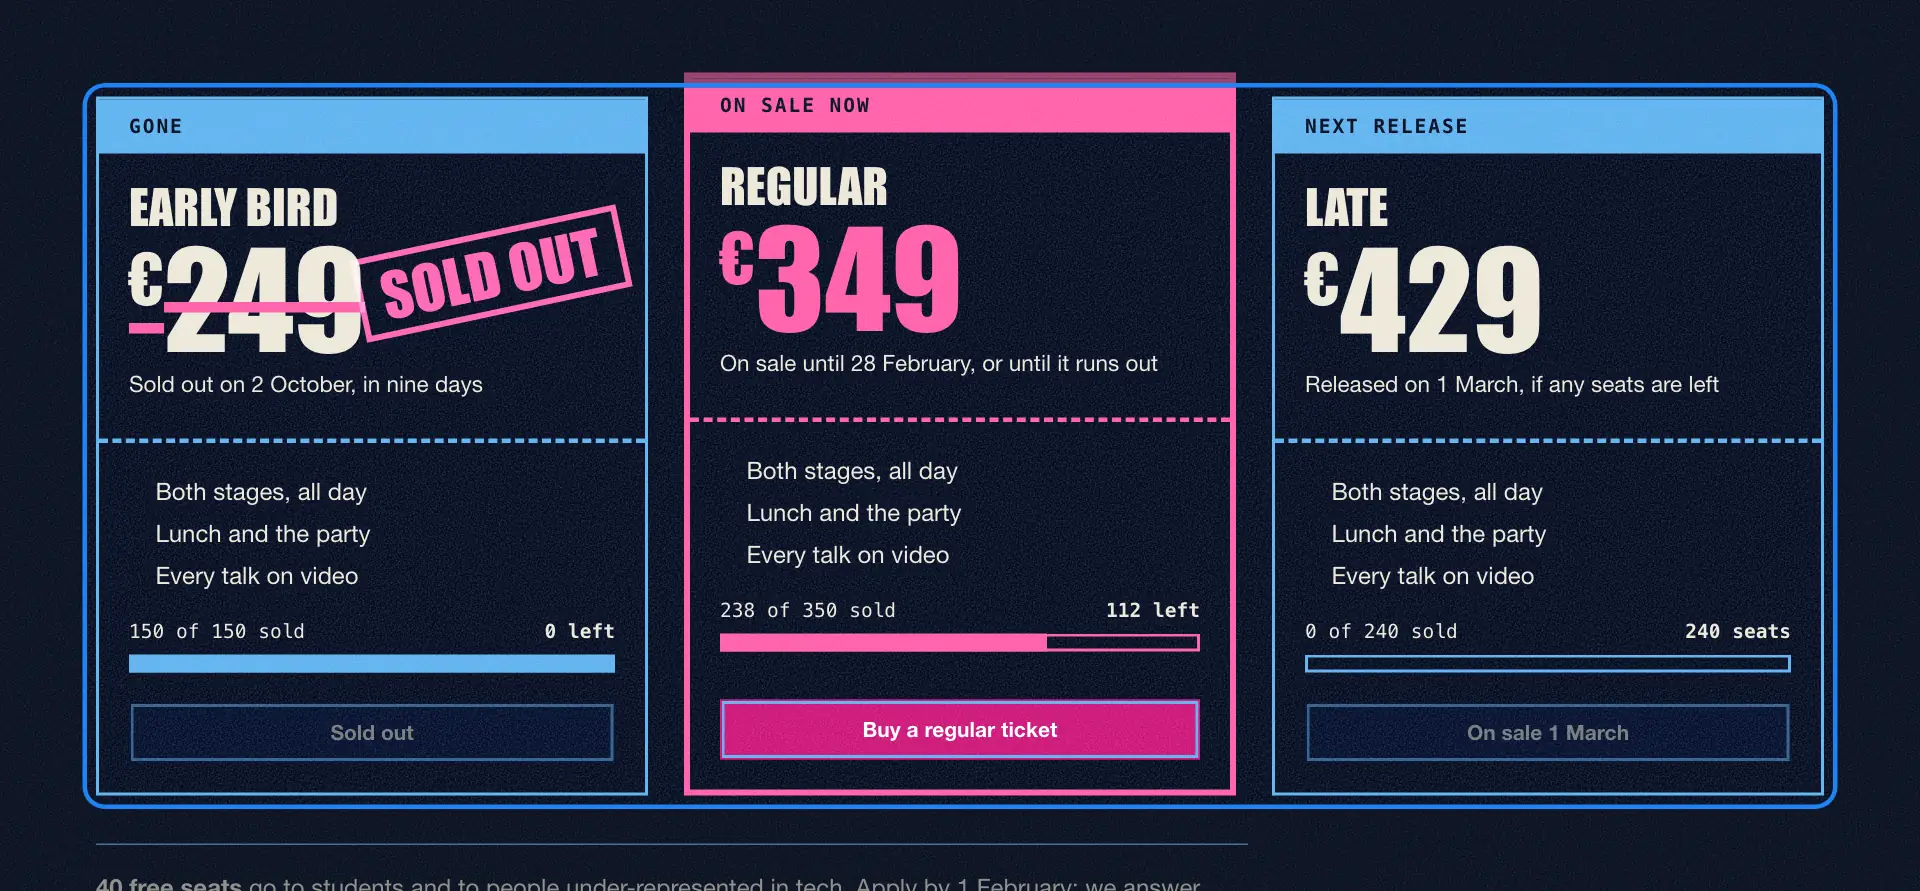 GONE
EARLY BIRD
€249
SOLD OUT
Sold out on 2 October, in nine days
Both stages, all day
Lunch and the party
Every talk on video
150 of 150 sold
0 left
Sold out
ON SALE NOW
REGULAR
€349
On sale until 28 February, or until it runs out
Both stages, all day
Lunch and the party
Every talk on video
238 of 350 sold
112 left
Buy a regular ticket
NEXT RELEASE
LATE
€429
Released on 1 March, if any seats are left
Both stages, all day
Lunch and the party
Every talk on video
0 of 240 sold
240 seats
On sale 1 March
40 free seats go to students and to people under-represented in tech. Apply by 1 February; we answer